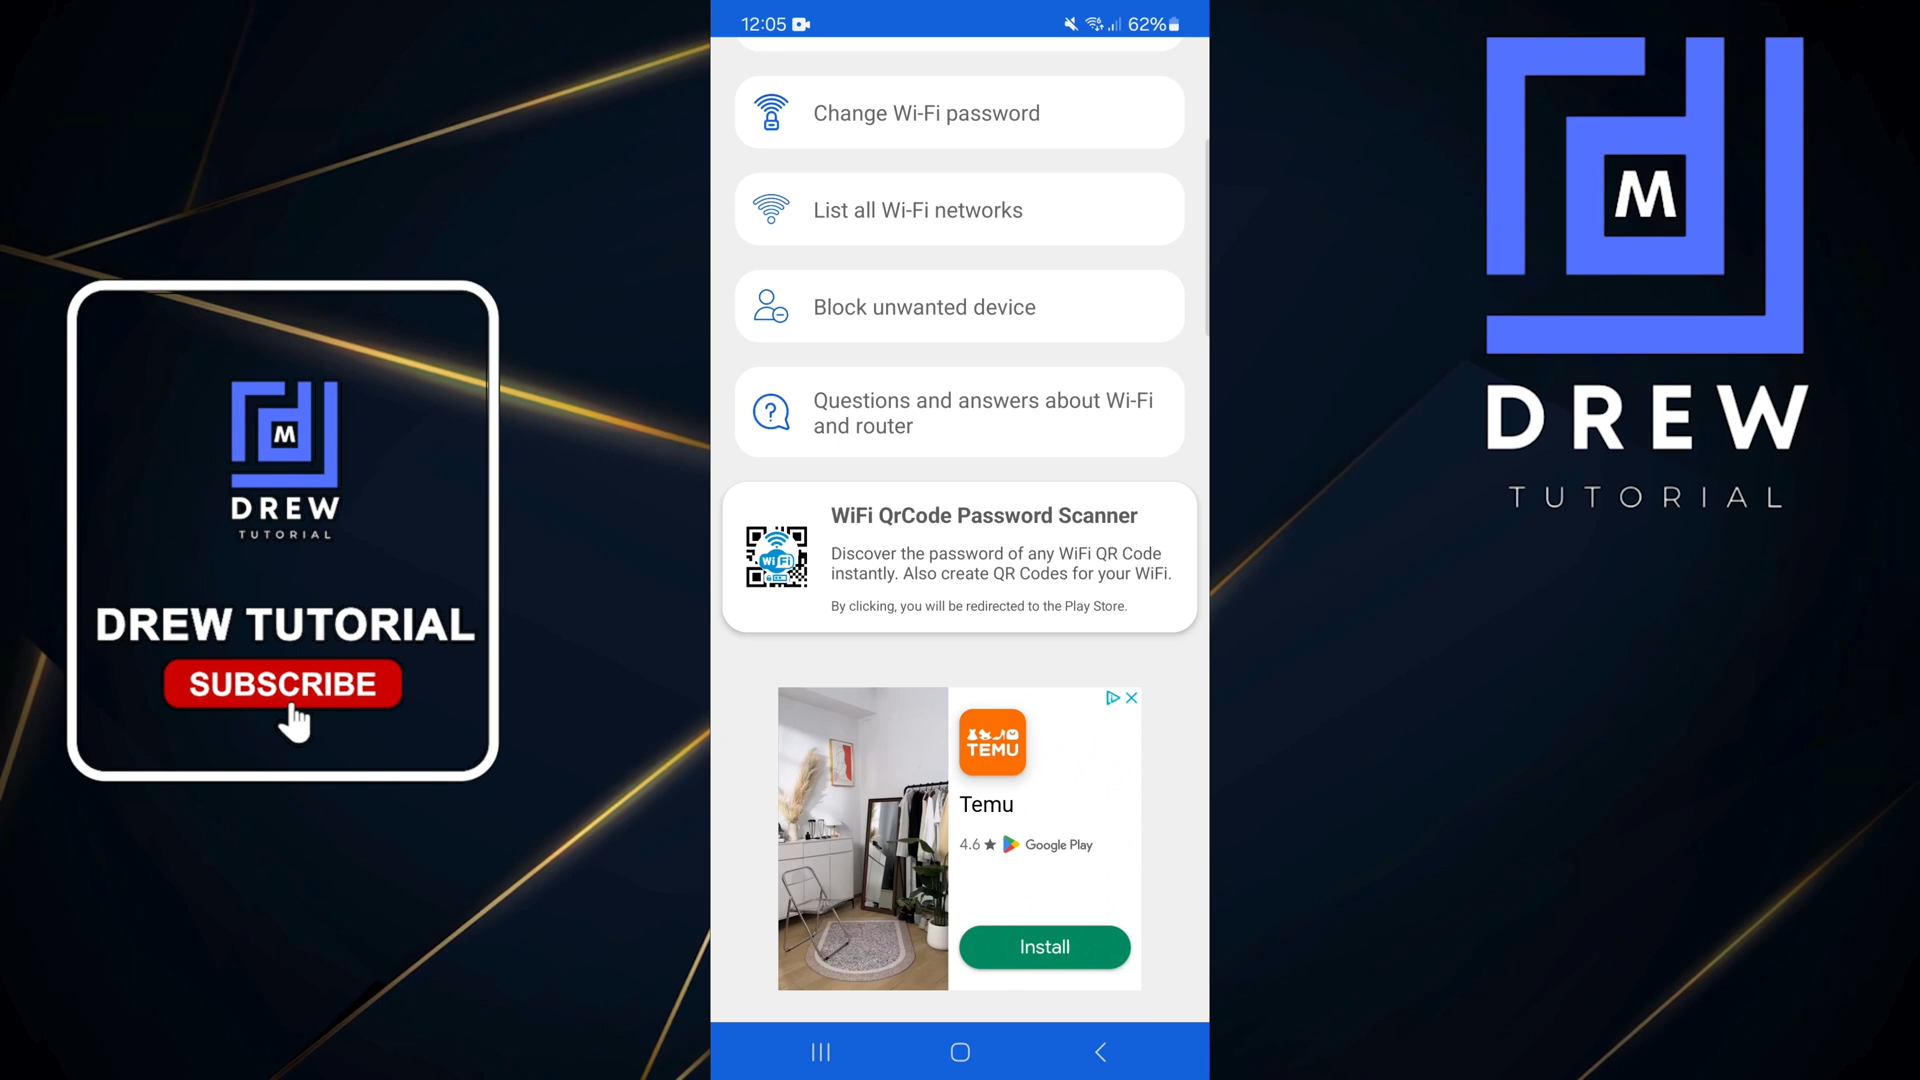 12:05
62%
Change Wi-Fi password
List all Wi-Fi networks
Block unwanted device
Questions and answers about Wi-Fi
and router
WiFi QrCode Password Scanner
WiFi
Discover the password of any WiFi QR Code
instantly. Also create QR Codes for your WiFi.
By clicking, you will be redirected to the Play Store.
TEMU
Temu
4.6 ★ Google Play
Install
M
DREW
TUTORIAL
DREW TUTORIAL
SUBSCRIBE
M
DREW
TUTORIAL